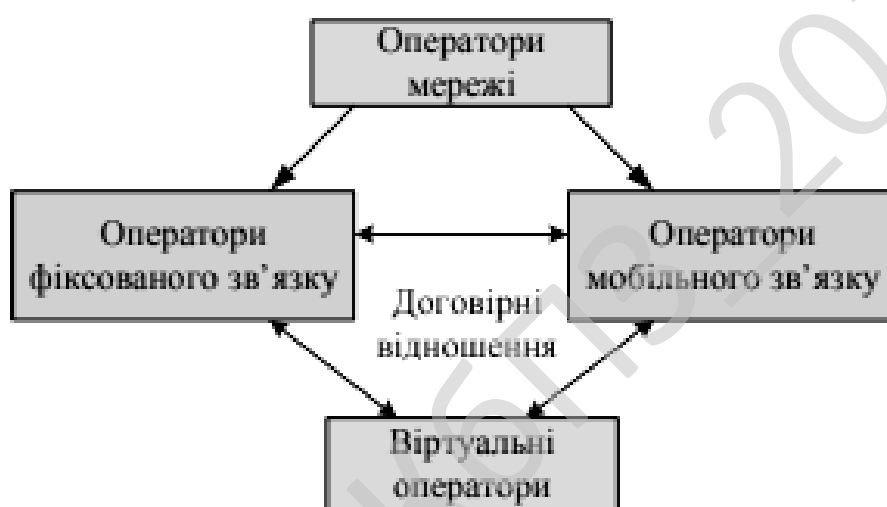 Оператори
мережі
Оператори
фіксованого зв’язку
Оператори
мобільного зв’язку
Договірні
відношення
Віртуальні
оператори